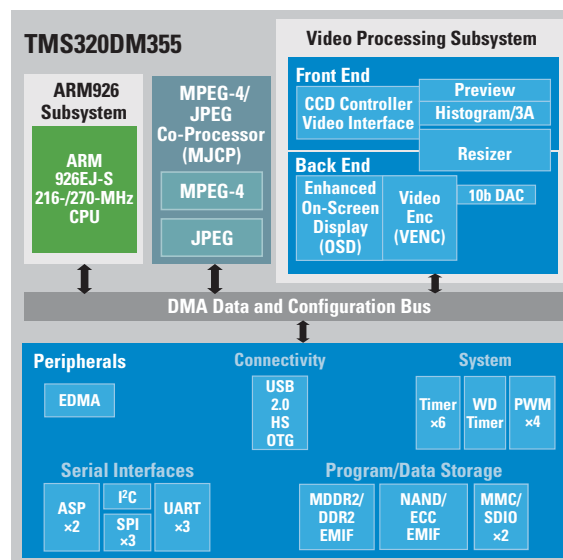 TMS320DM355
ARM926
Subsystem
ARM
926EJ-S
216-/270-MHz
CPU
MPEG-4/
JPEG
Co-Processor
(MJCP)
MPEG-4
JPEG
Video Processing Subsystem
Front End
CCD Controller
Video Interface
Preview
Histogram/3A
Resizer
Back End
Enhanced
On-Screen
Display
(OSD)
Video
Enc
(VENC)
10b DAC
DMA Data and Configuration Bus
Peripherals
EDMA
Connectivity
USB
2.0
HS
OTG
System
Timer
×6
WD
Timer
PWM
×4
Serial Interfaces
ASP
×2
I²C
SPI
×3
UART
×3
Program/Data Storage
MDDR2/
DDR2
EMIF
NAND/
ECC
EMIF
MMC/
SDIO
×2